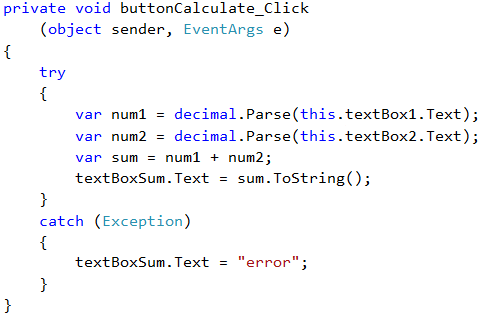 private void buttonCalculate_Click
    (object sender, EventArgs e)
{
    try
    {
        var num1 = decimal.Parse(this.textBox1.Text);
        var num2 = decimal.Parse(this.textBox2.Text);
        var sum = num1 + num2;
        textBoxSum.Text = sum.ToString();
    }
    catch (Exception)
    {
        textBoxSum.Text = "error";
    }
}